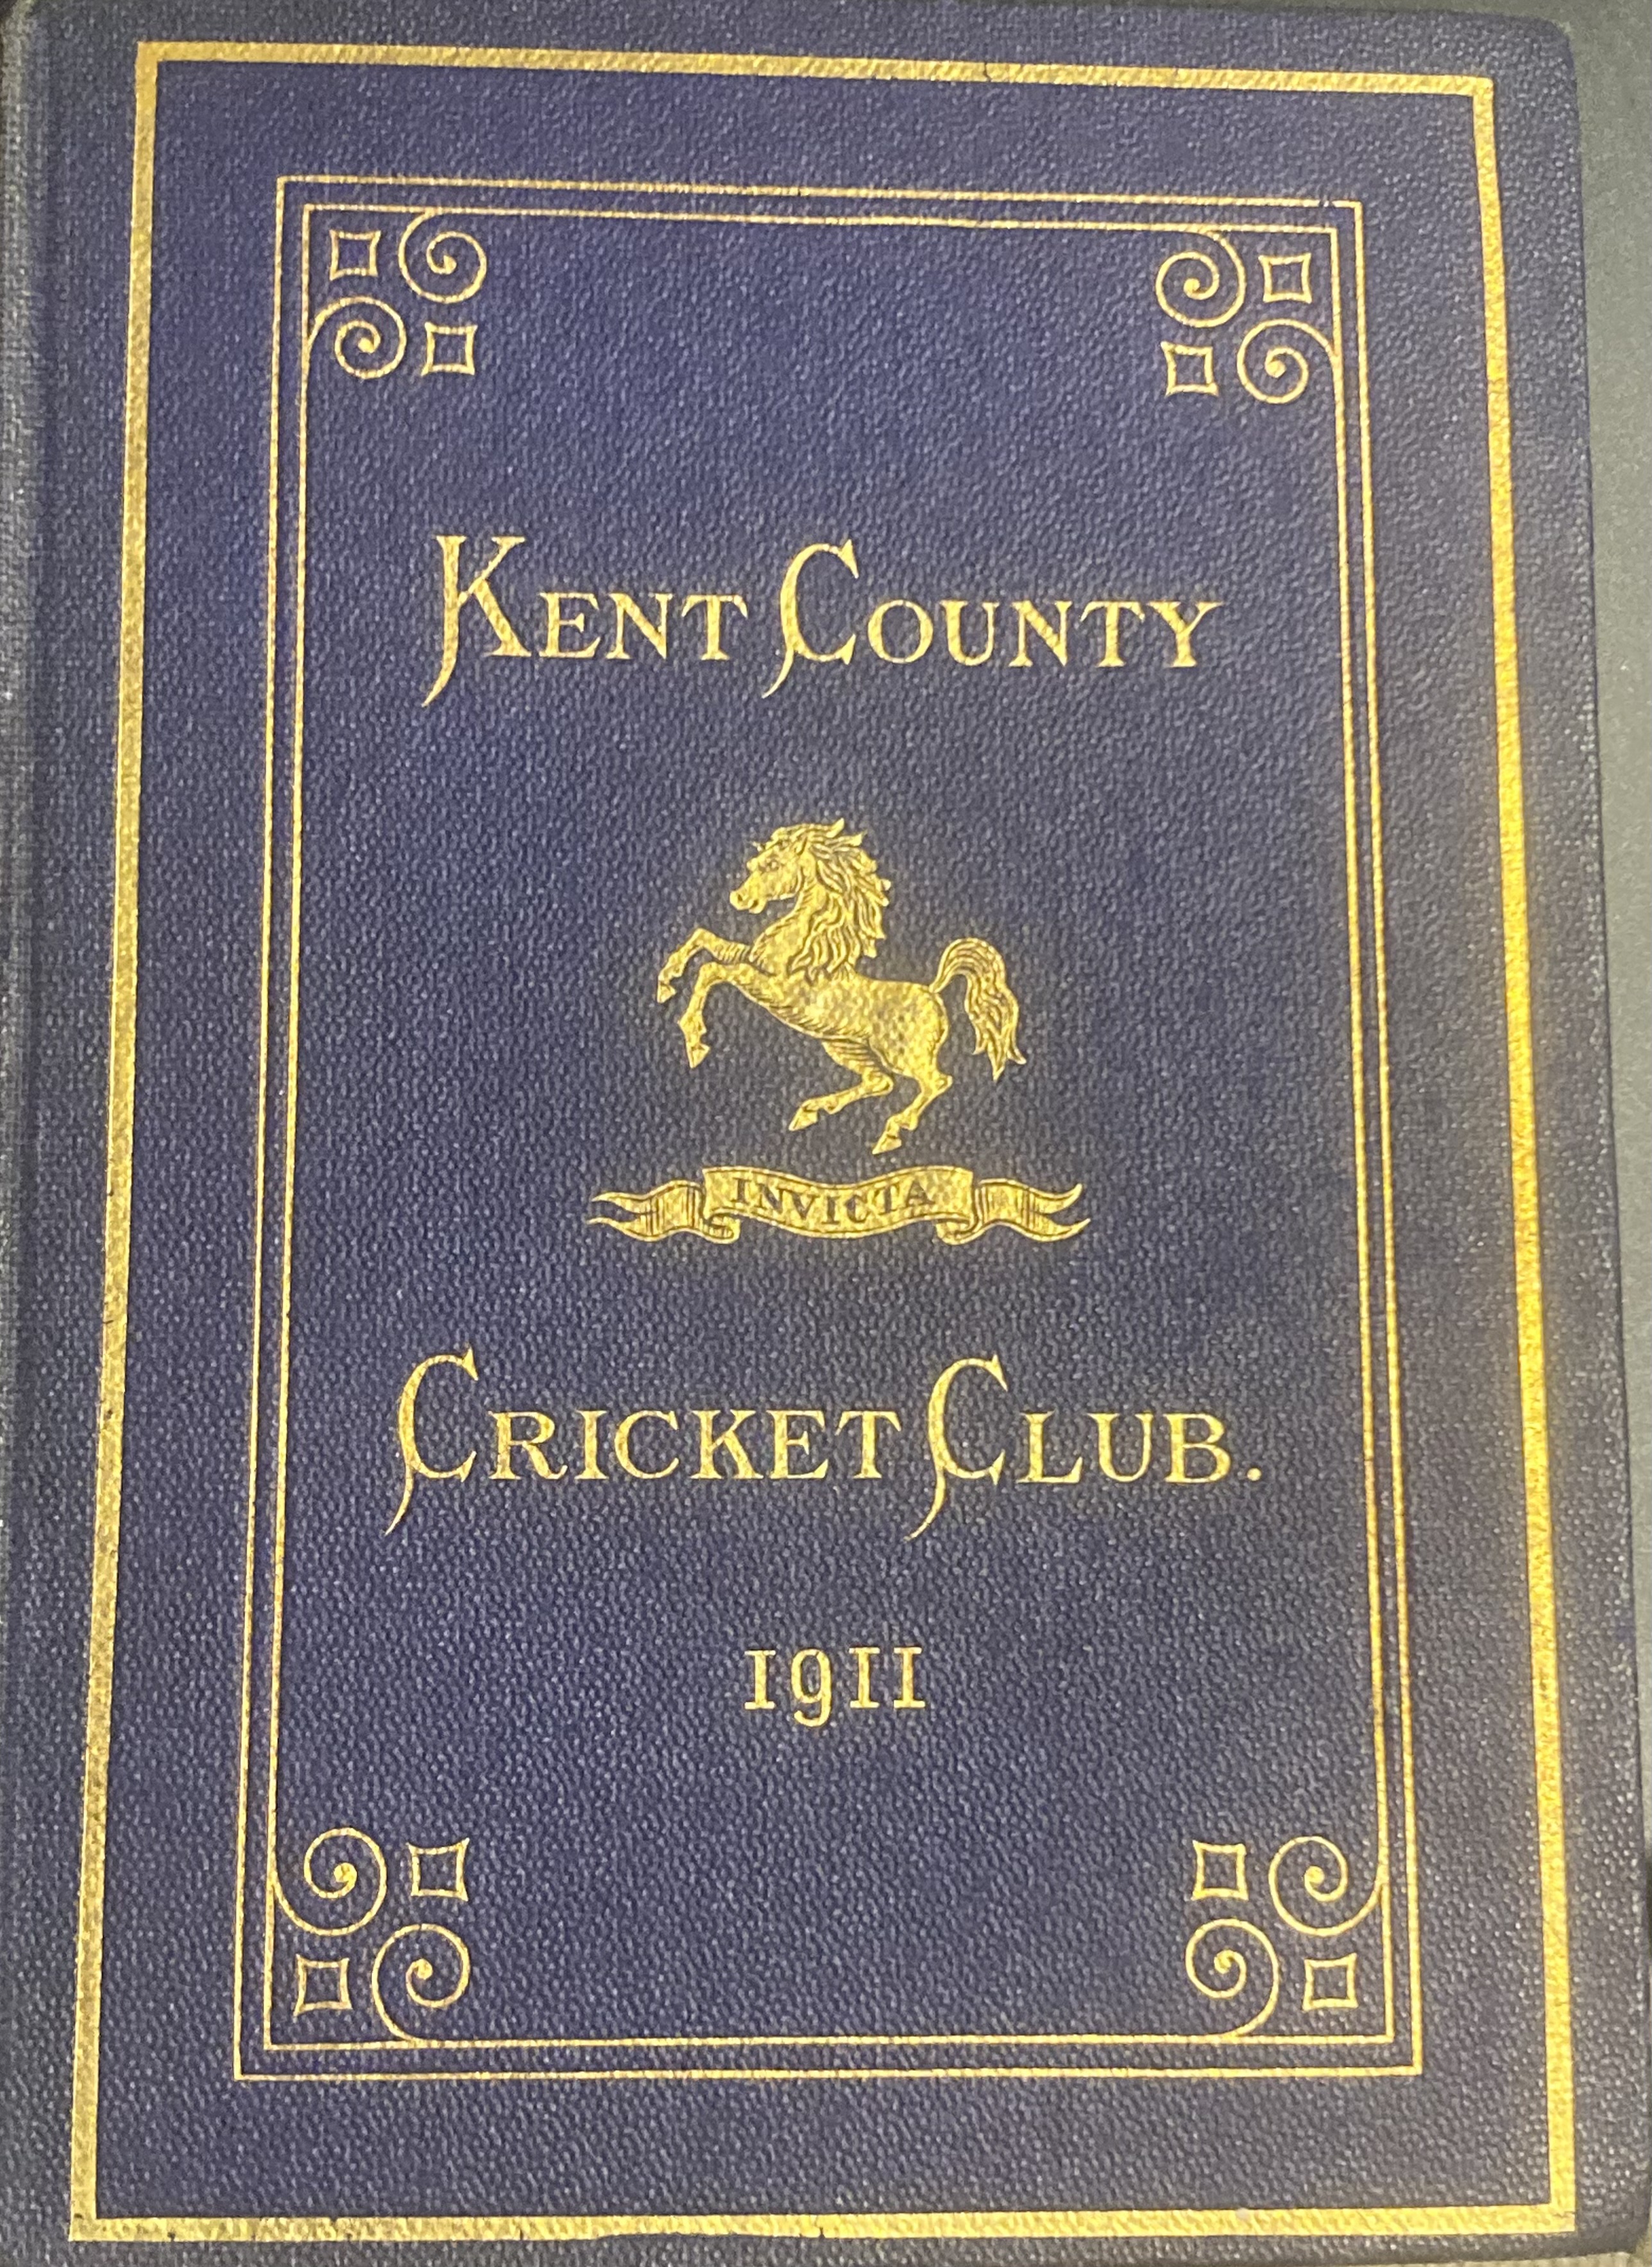 KENT COUNTY
INVICTA
CRICKET CLUB.
1911